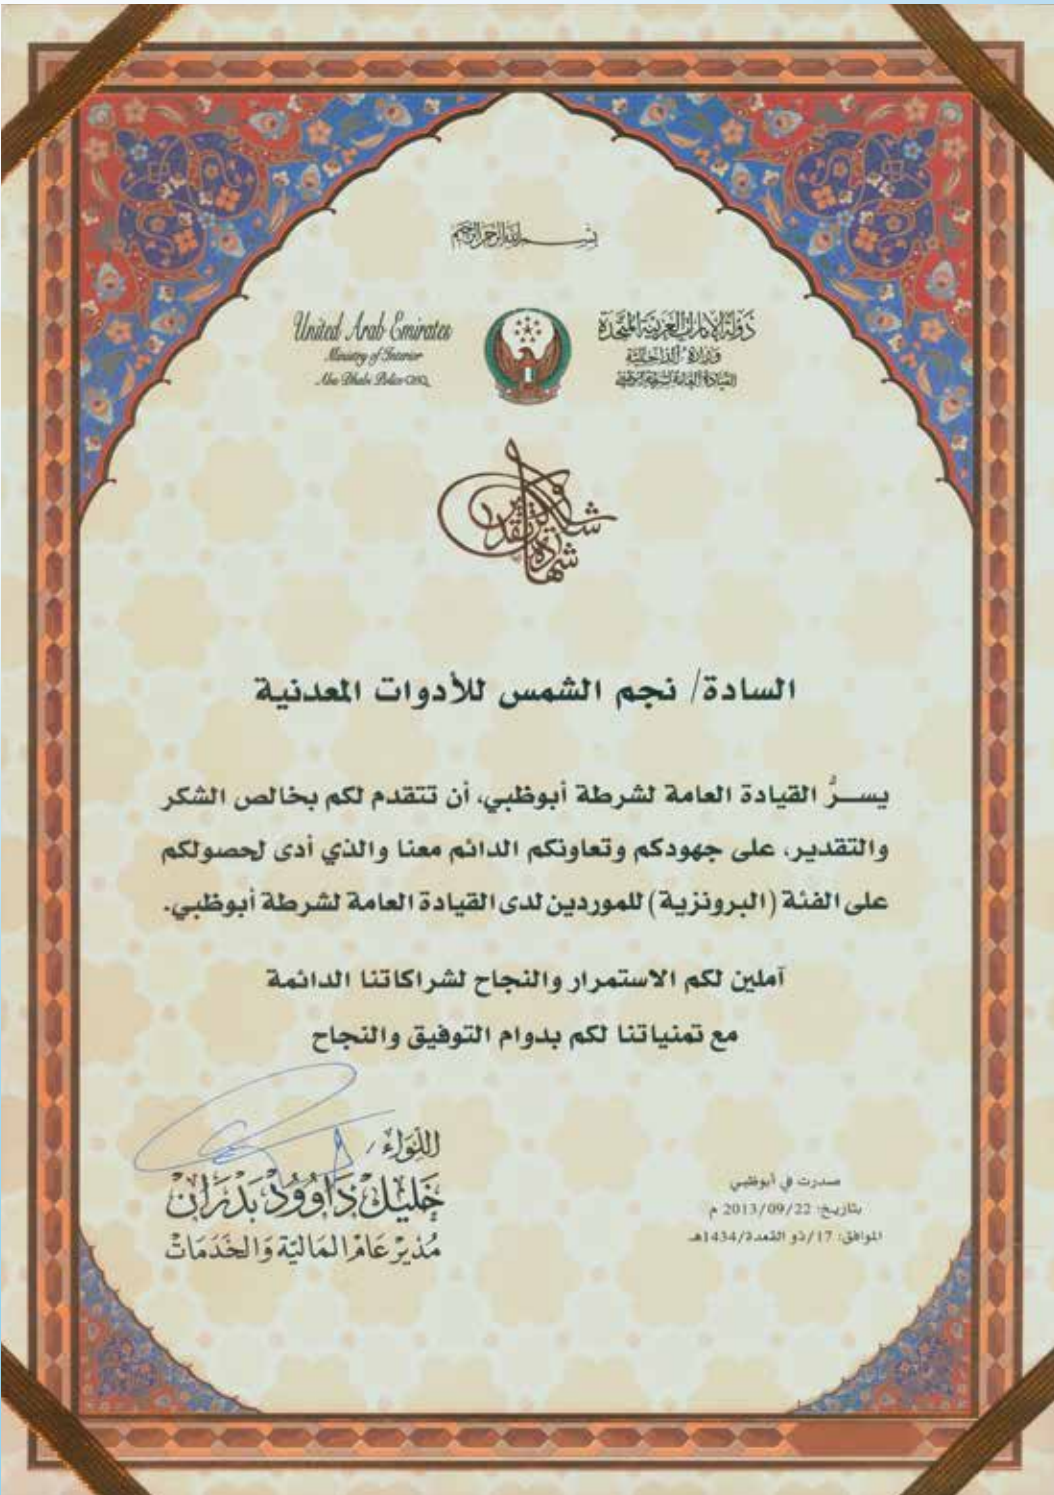 بسم الله الرحمن الرحيم
دولة الإمارات العربية المتحدة
وزارة الداخلية
القيادة العامة لشرطة أبوظبي
United Arab Emirates
Ministry of Interior
Abu Dhabi Police GHQ
شهادة شكر وتقدير
السادة/ نجم الشمس للأدوات المعدنية
يسرُّ القيادة العامة لشرطة أبوظبي، أن تتقدم لكم بخالص الشكر
والتقدير، على جهودكم وتعاونكم الدائم معنا والذي أدى لحصولكم
على الفئة (البرونزية) للموردين لدى القيادة العامة لشرطة أبوظبي.
آملين لكم الاستمرار والنجاح لشراكاتنا الدائمة
مع تمنياتنا لكم بدوام التوفيق والنجاح
اللواء/
خليل داوود بدران
مدير عام المالية والخدمات
صدرت في أبوظبي
بتاريخ: 2013/09/22 م
الموافق: 17/ذو القعدة/1434هـ